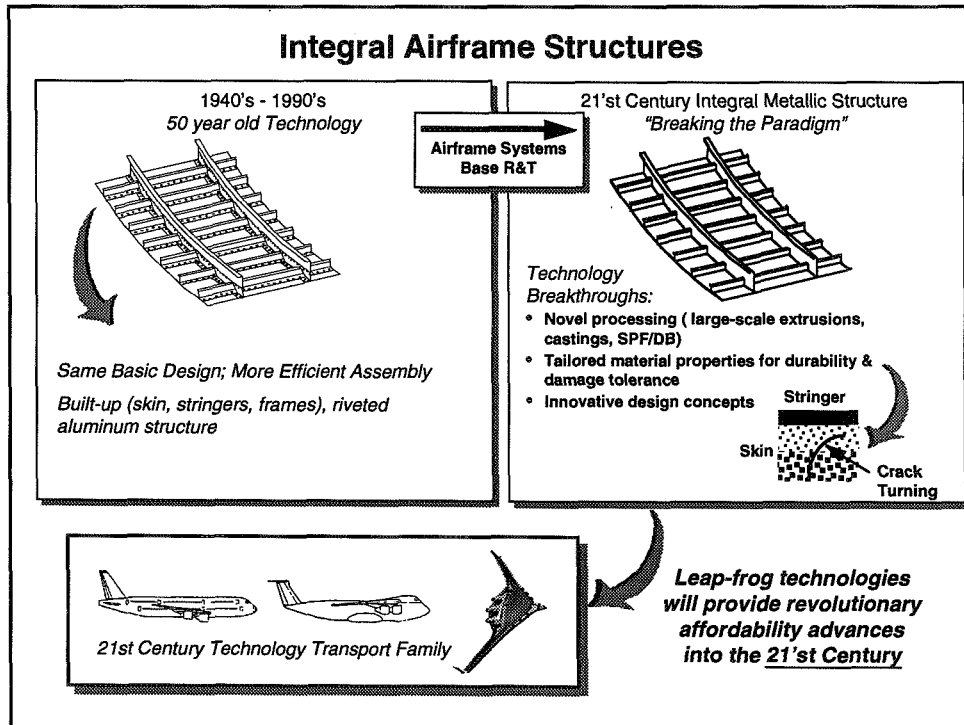 Integral Airframe Structures
1940's - 1990's
50 year old Technology
Same Basic Design; More Efficient Assembly
Built-up (skin, stringers, frames), riveted
aluminum structure
Airframe Systems
Base R&T
21'st Century Integral Metallic Structure
"Breaking the Paradigm"
Technology
Breakthroughs:
• Novel processing ( large-scale extrusions,
castings, SPF/DB)
• Tailored material properties for durability &
damage tolerance
• Innovative design concepts
Stringer
Skin
Crack
Turning
21st Century Technology Transport Family
Leap-frog technologies
will provide revolutionary
affordability advances
into the 21'st Century